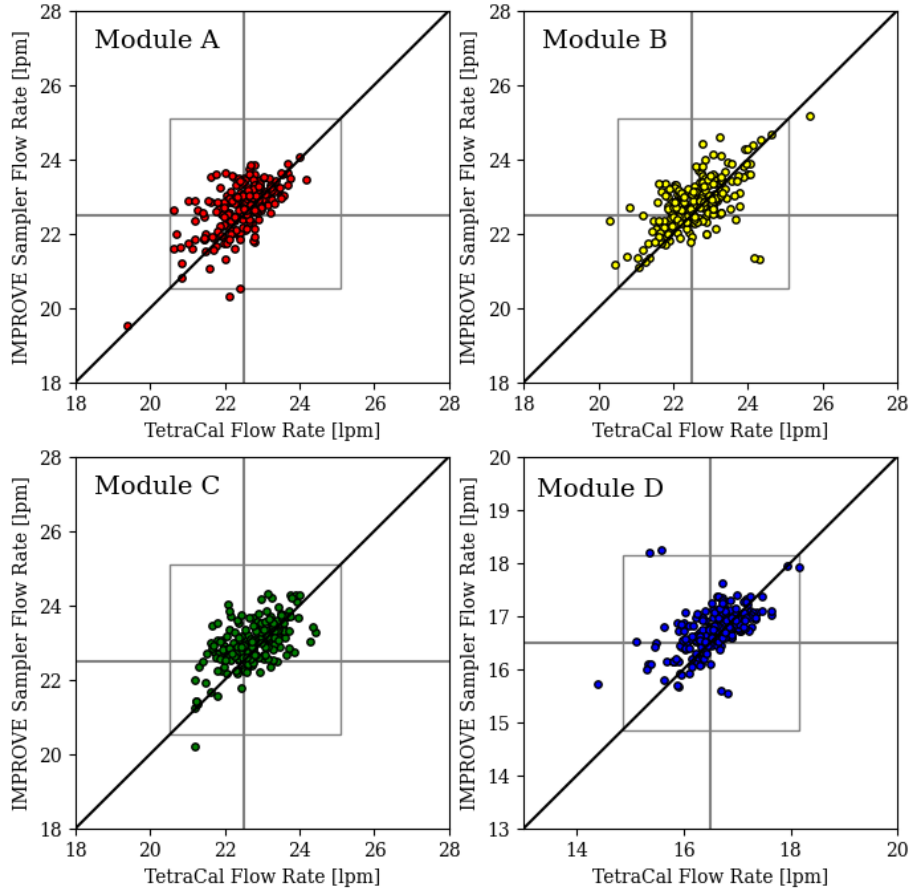 Module A
28
26
24
22
20
18
IMPROVE Sampler Flow Rate [lpm]
18 20 22 24 26 28
TetraCal Flow Rate [lpm]
Module B
28
26
24
22
20
18
IMPROVE Sampler Flow Rate [lpm]
18 20 22 24 26 28
TetraCal Flow Rate [lpm]
Module C
28
26
24
22
20
18
IMPROVE Sampler Flow Rate [lpm]
18 20 22 24 26 28
TetraCal Flow Rate [lpm]
Module D
20
19
18
17
16
15
14
13
IMPROVE Sampler Flow Rate [lpm]
14 16 18 20
TetraCal Flow Rate [lpm]